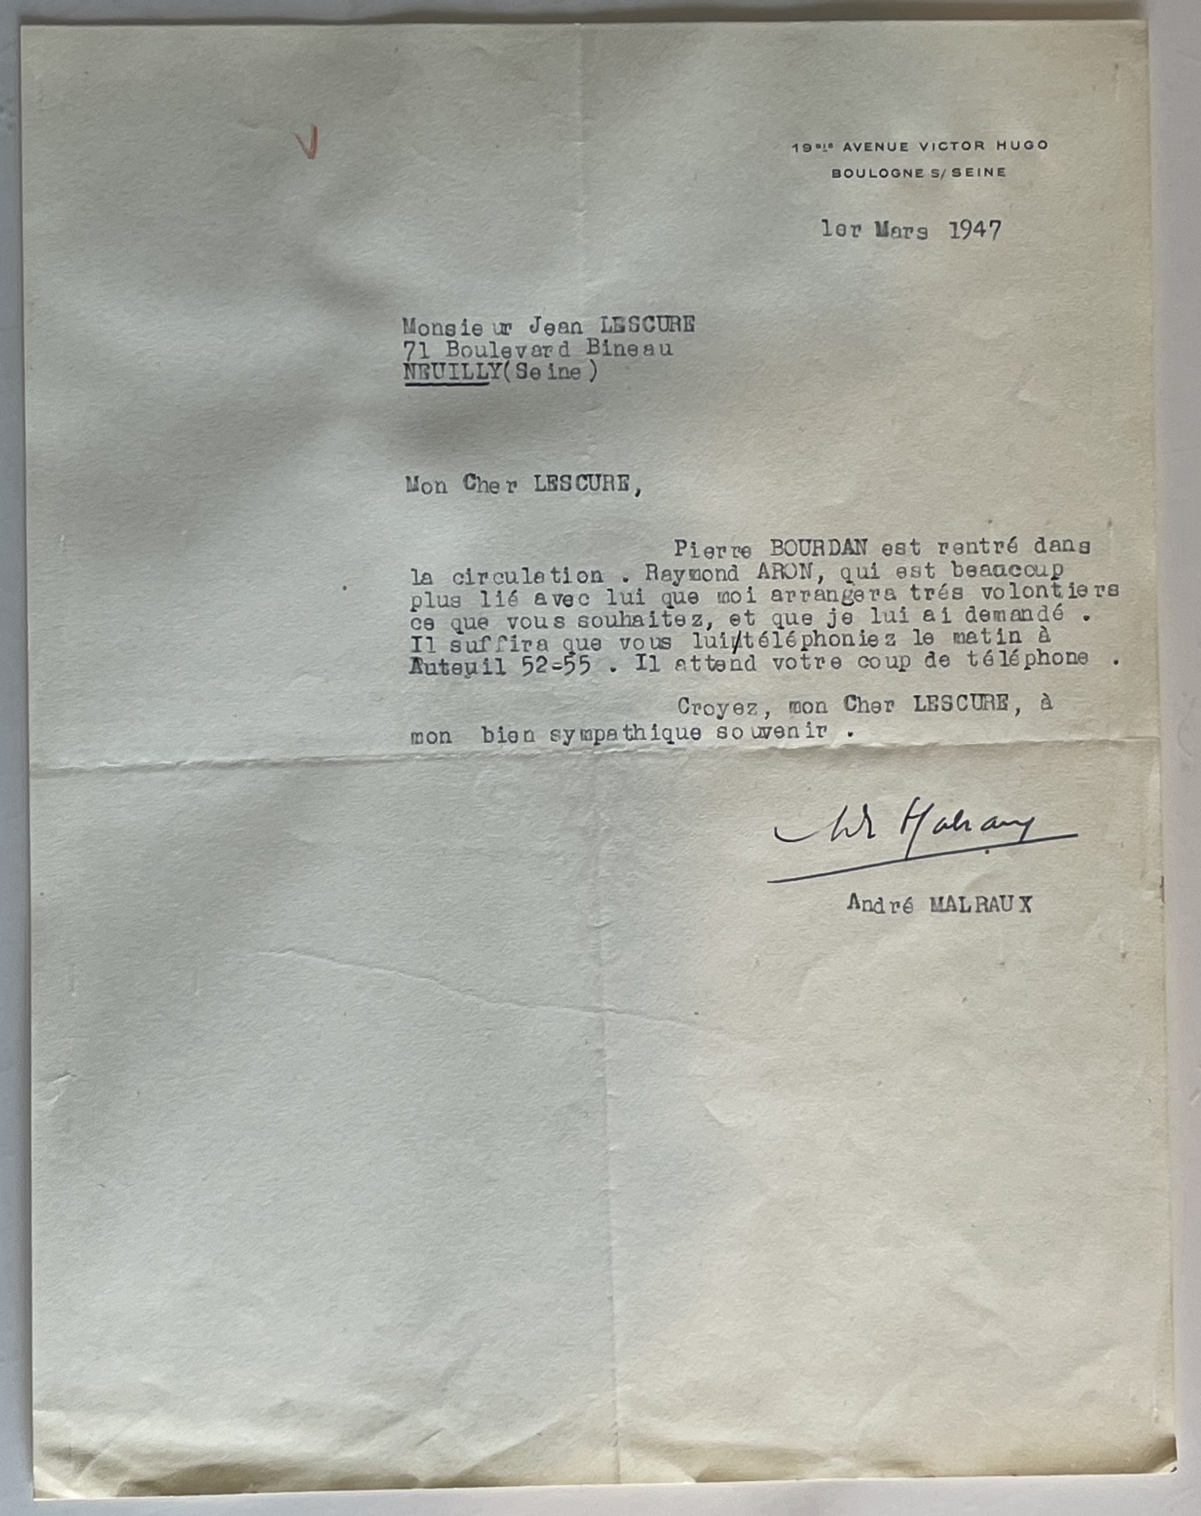 19bis AVENUE VICTOR HUGO
BOULOGNE S/ SEINE
1er Mars 1947
Monsieur Jean LESCURE
71 Boulevard Bineau
NEUILLY(Seine)
Mon Cher LESCURE,
Pierre BOURDAN est rentré dans
la circulation . Raymond ARON, qui est beaucoup
plus lié avec lui que moi arrangera trés volontiers
ce que vous souhaitez, et que je lui ai demandé .
Il suffira que vous lui/téléphoniez le matin à
Auteuil 52=55 . Il attend votre coup de téléphone .
Croyez, mon Cher LESCURE, à
mon bien sympathique souvenir .
André Malraux
André MALRAUX